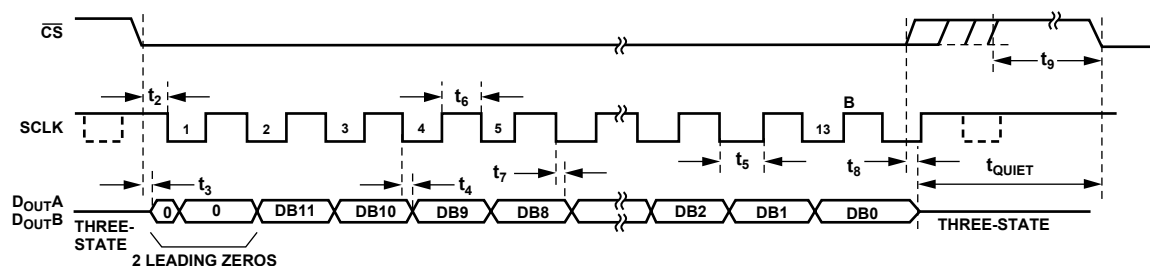 CS
t9
t2
t6
B
SCLK
1
2
3
4
5
13
t5
t8
tQUIET
t7
t3
t4
DOUTA
DOUTB
0
0
DB11
DB10
DB9
DB8
DB2
DB1
DB0
THREE-
STATE
THREE-STATE
2 LEADING ZEROS